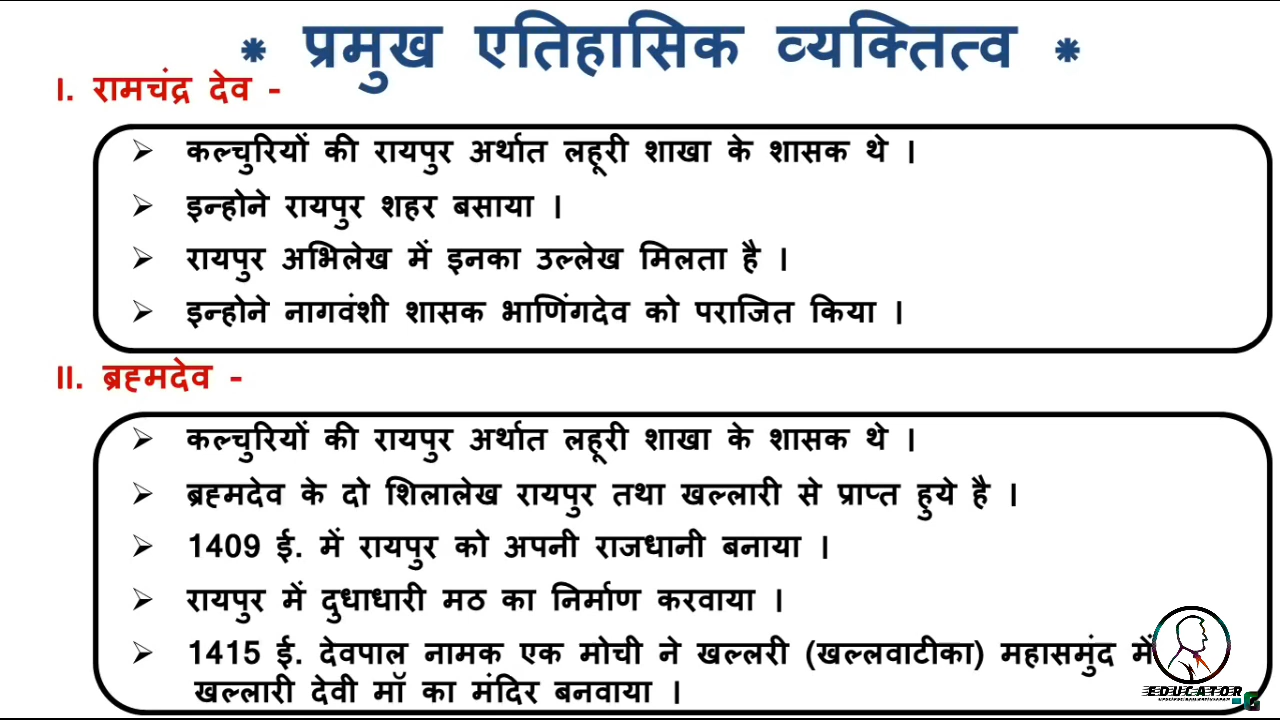 * प्रमुख एतिहासिक व्यक्तित्व *
I. रामचंद्र देव -
➢ कल्चुरियों की रायपुर अर्थात लहूरी शाखा के शासक थे ।
➢ इन्होने रायपुर शहर बसाया ।
➢ रायपुर अभिलेख में इनका उल्लेख मिलता है ।
➢ इन्होने नागवंशी शासक भाणिंगदेव को पराजित किया ।
II. ब्रह्मदेव -
➢ कल्चुरियों की रायपुर अर्थात लहूरी शाखा के शासक थे ।
➢ ब्रह्मदेव के दो शिलालेख रायपुर तथा खल्लारी से प्राप्त हुये है ।
➢ 1409 ई. में रायपुर को अपनी राजधानी बनाया ।
➢ रायपुर में दुधाधारी मठ का निर्माण करवाया ।
➢ 1415 ई. देवपाल नामक एक मोची ने खल्लरी (खल्लवाटीका) महासमुंद में
खल्लारी देवी मॉ का मंदिर बनवाया ।
EDUCATOR
-G